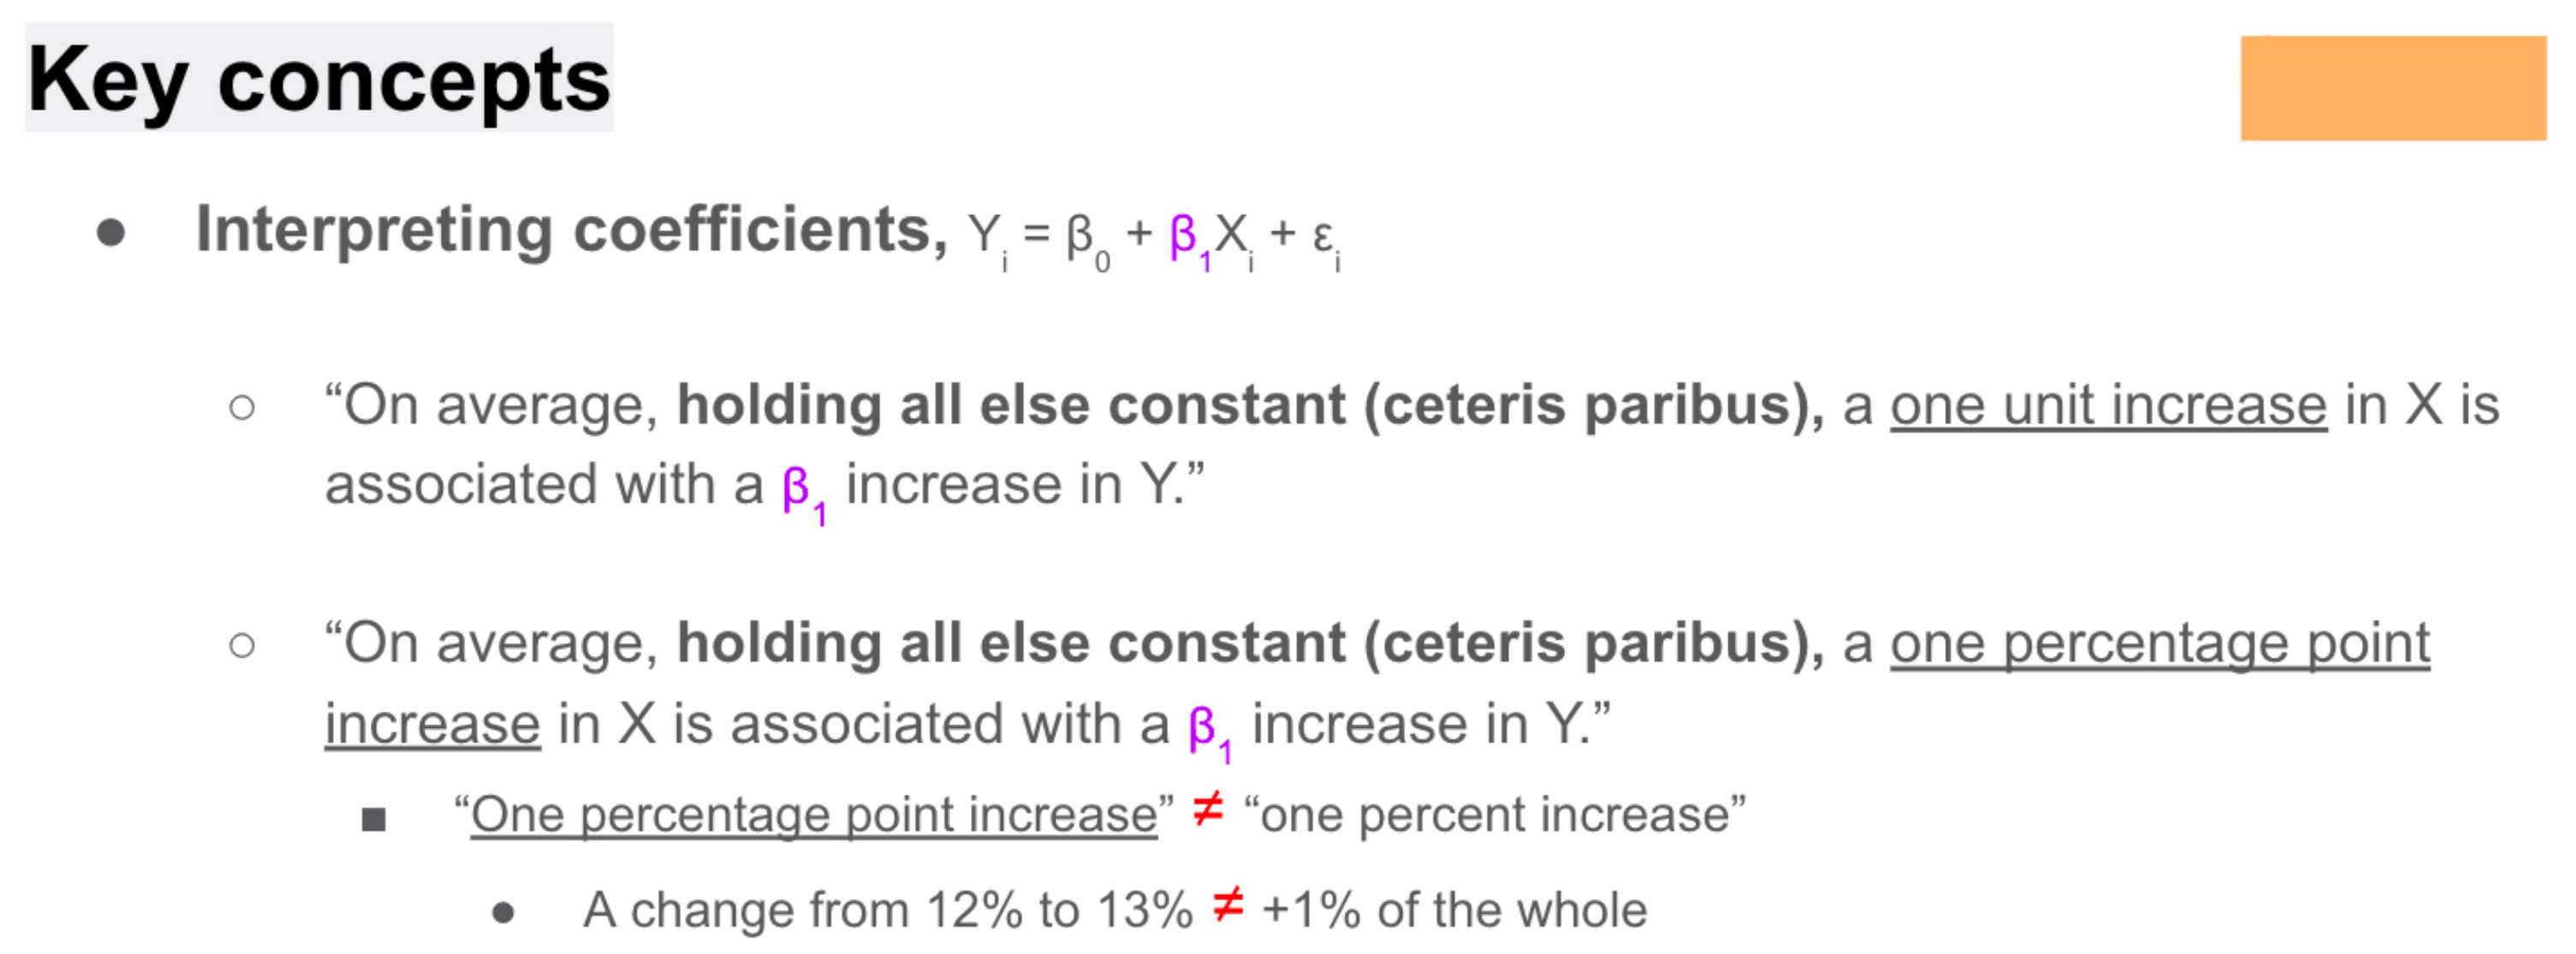 Key concepts
● Interpreting coefficients, Yᵢ = β₀ + β₁Xᵢ + εᵢ
○ “On average, holding all else constant (ceteris paribus), a one unit increase in X is
associated with a β₁ increase in Y.”
○ “On average, holding all else constant (ceteris paribus), a one percentage point
increase in X is associated with a β₁ increase in Y.”
■ “One percentage point increase” ≠ “one percent increase”
● A change from 12% to 13% ≠ +1% of the whole